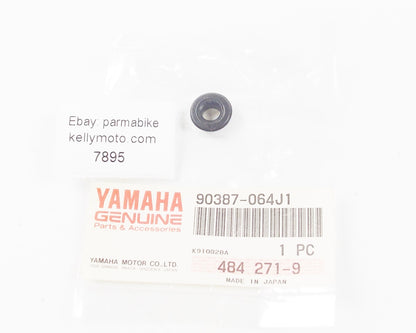 Ebay: parmabike
kellymoto.com
7895
YAMAHA
GENUINE
Parts & Accessories
90387-064J1
K91002BA
1 PC
YAMAHA MOTOR CO.,LTD.
484 271-9
MADE IN JAPAN